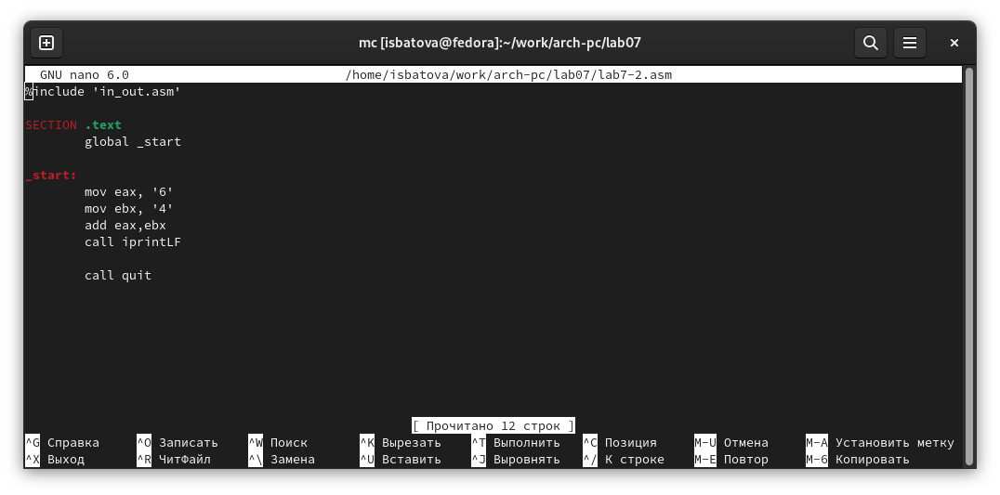 mc [isbatova@fedora]:~/work/arch-pc/lab07
GNU nano 6.0 /home/isbatova/work/arch-pc/lab07/lab7-2.asm
%include 'in_out.asm'
SECTION .text
global _start
_start:
mov eax, '6'
mov ebx, '4'
add eax,ebx
call iprintLF
call quit
[ Прочитано 12 строк ]
^G Справка ^O Записать ^W Поиск ^K Вырезать ^T Выполнить ^C Позиция M-U Отмена M-A Установить метку
^X Выход ^R ЧитФайл ^\ Замена ^U Вставить ^J Выровнять ^/ К строке M-E Повтор M-6 Копировать